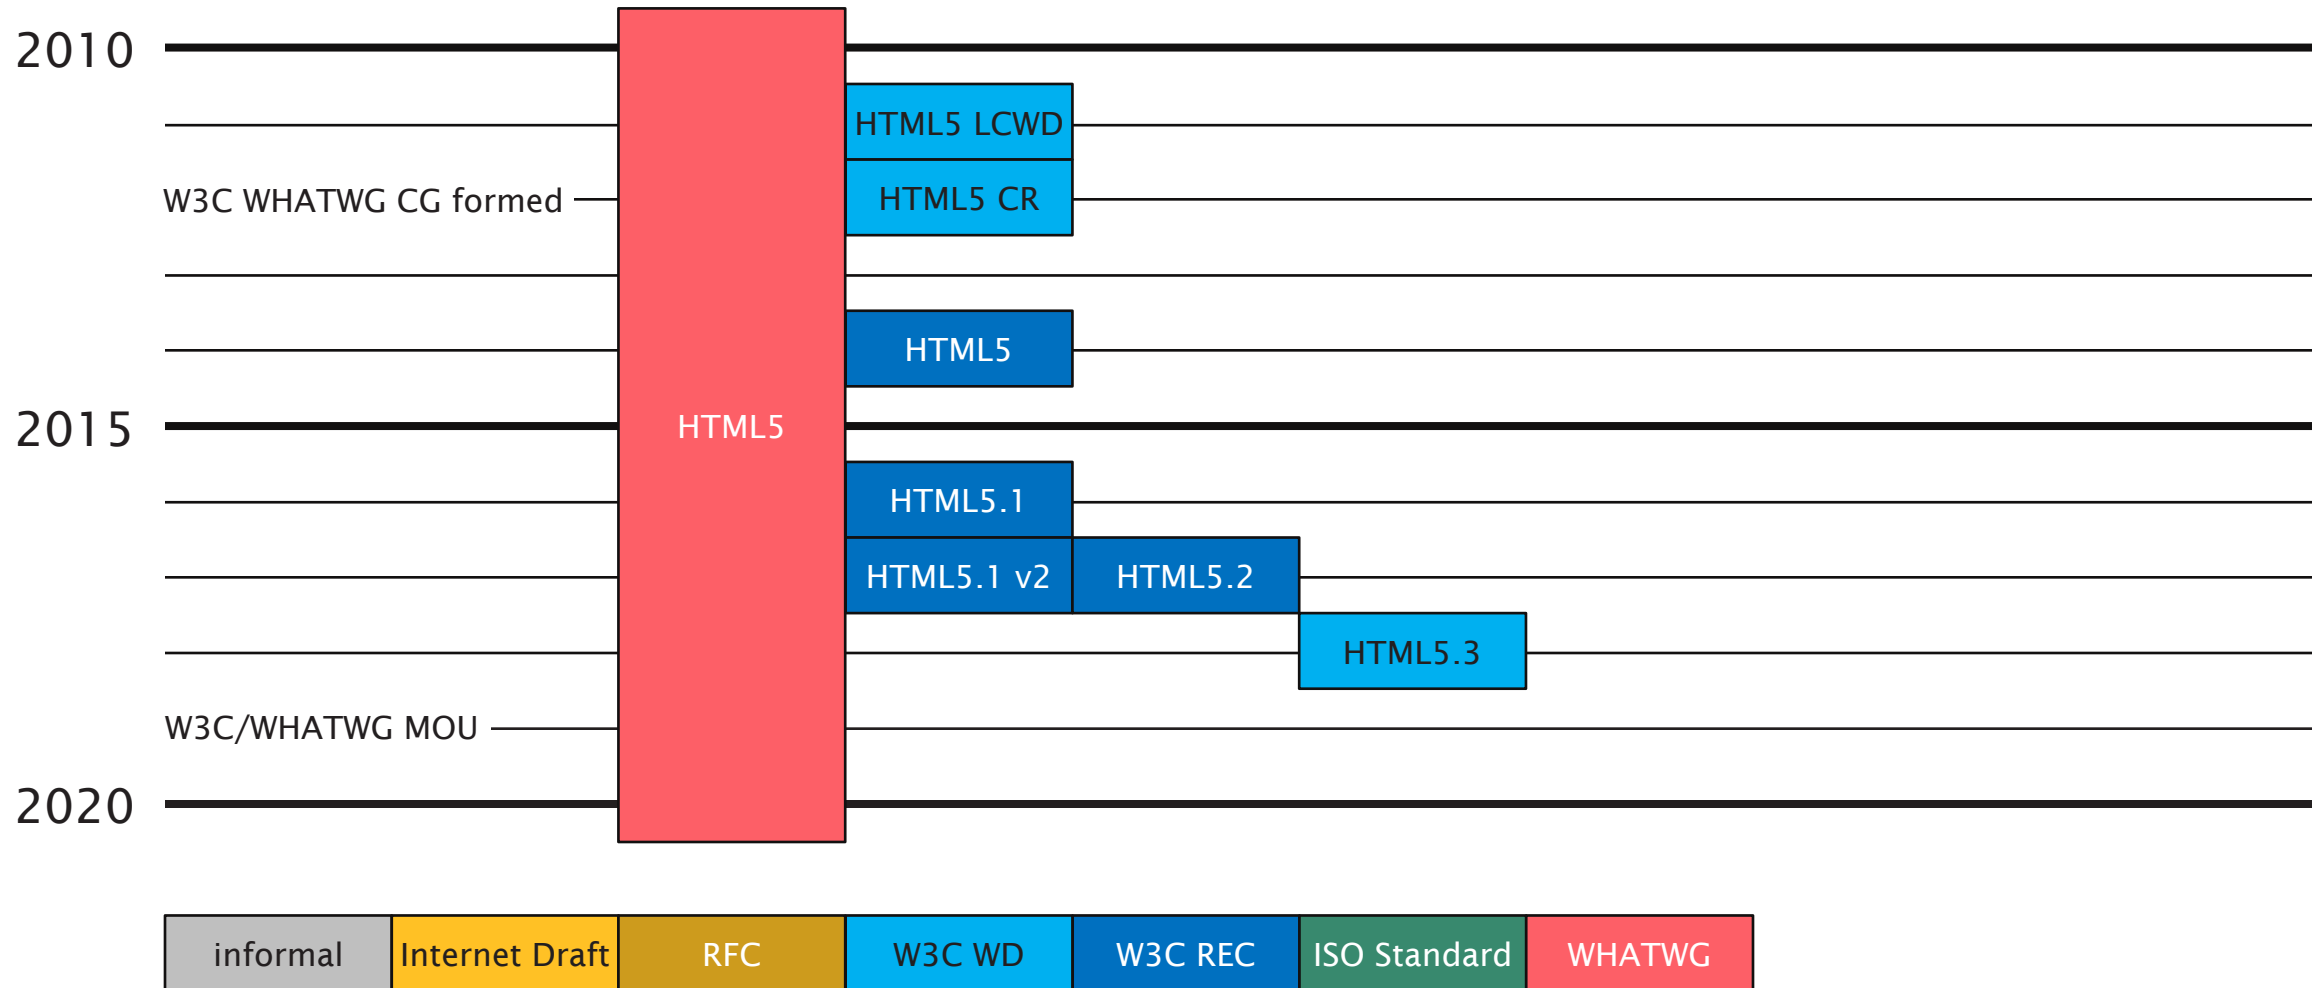 2010
HTML5 LCWD
W3C WHATWG CG formed
HTML5 CR
HTML5
2015
HTML5
HTML5.1
HTML5.1 v2
HTML5.2
HTML5.3
W3C/WHATWG MOU
2020
informal
Internet Draft
RFC
W3C WD
W3C REC
ISO Standard
WHATWG